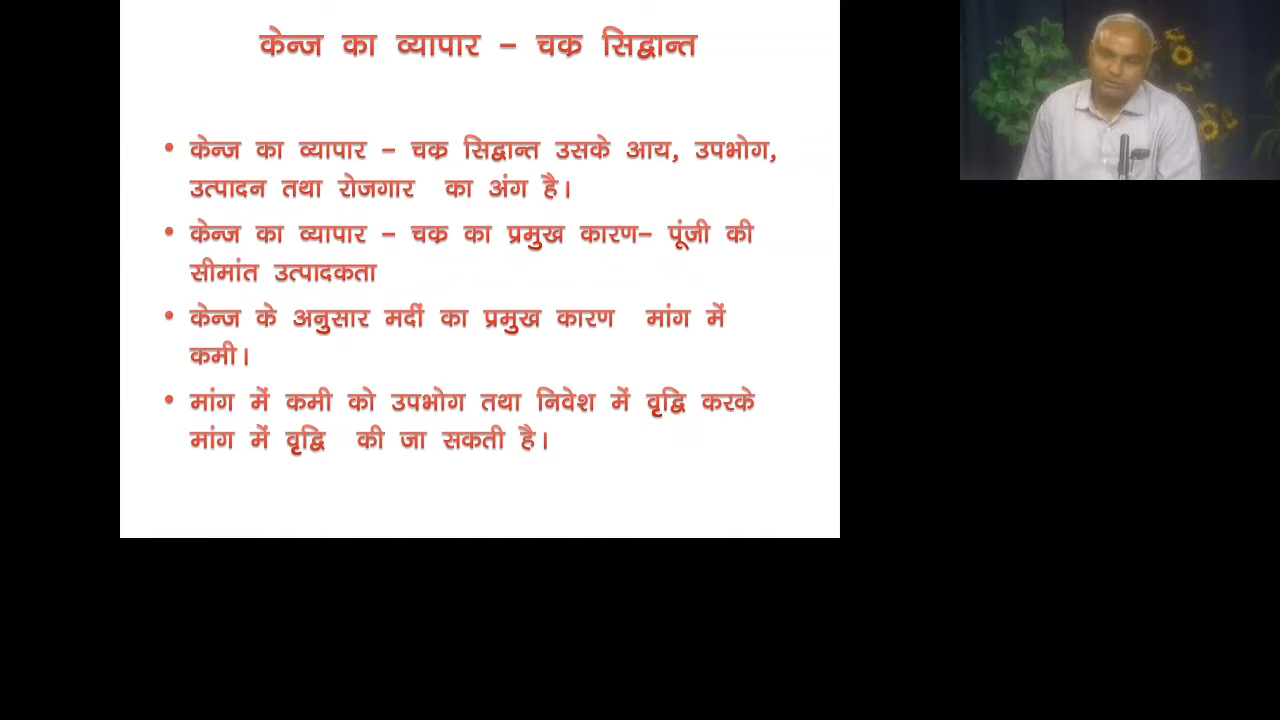 केन्ज का व्यापार – चक्र सिद्वान्त
• केन्ज का व्यापार – चक्र सिद्वान्त उसके आय, उपभोग,
उत्पादन तथा रोजगार का अंग है।
• केन्ज का व्यापार – चक्र का प्रमुख कारण– पूंजी की
सीमांत उत्पादकता
• केन्ज के अनुसार मदीं का प्रमुख कारण मांग में
कमी।
• मांग में कमी को उपभोग तथा निवेश में वृद्वि करके
मांग में वृद्वि की जा सकती है।